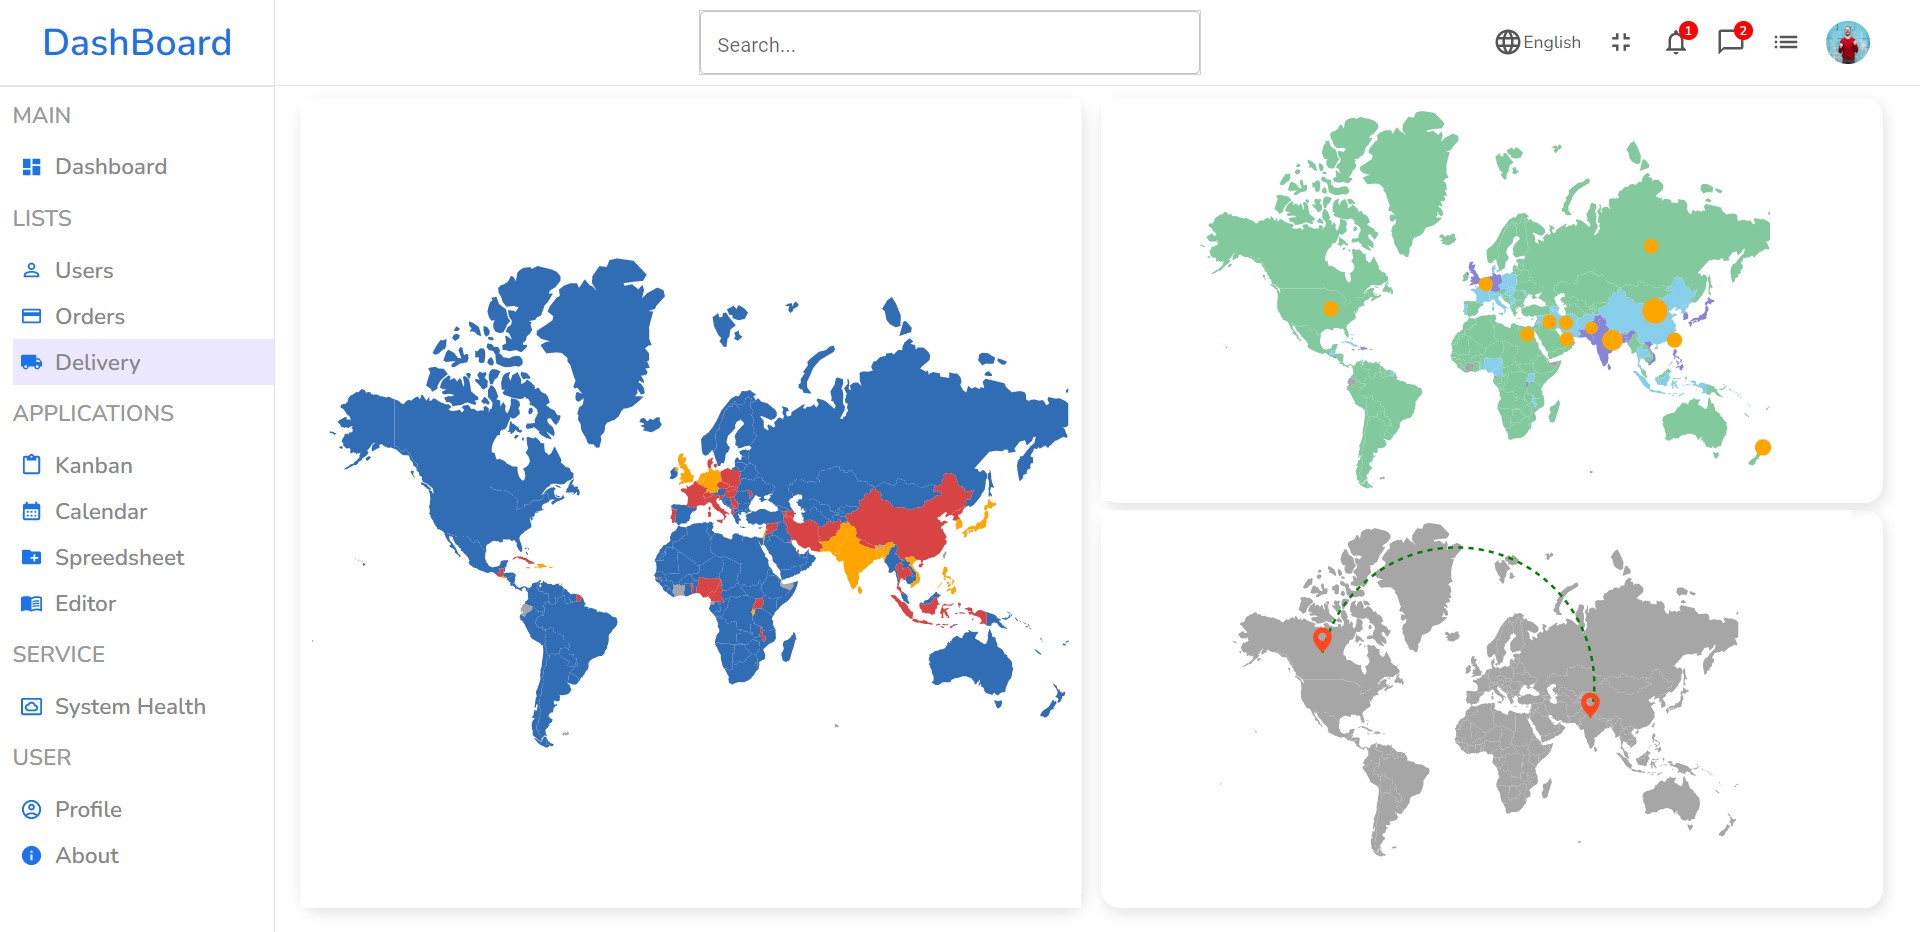 DashBoard
Search...
English
1
2
MAIN
Dashboard
LISTS
Users
Orders
Delivery
APPLICATIONS
Kanban
Calendar
Spreedsheet
Editor
SERVICE
System Health
USER
Profile
About